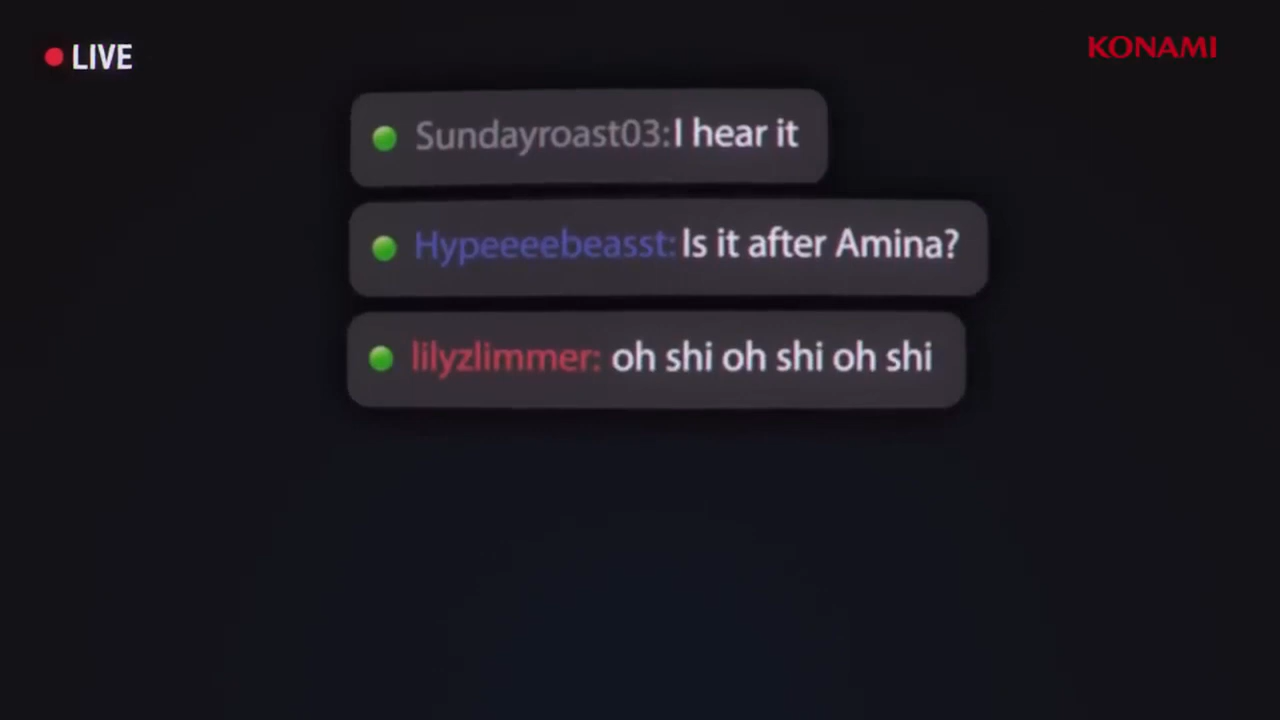 LIVE
KONAMI
Sundayroast03:I hear it
Hypeeeebeasst:Is it after Amina?
lilyzlimmer: oh shi oh shi oh shi